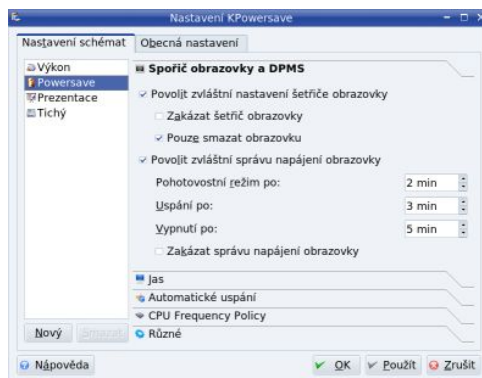 Nastavení KPowersave
Nastavení schémat
Obecná nastavení
Výkon
Powersave
Prezentace
Tichý
Nový
Smazat
Spořič obrazovky a DPMS
Povolit zvláštní nastavení šetřiče obrazovky
Zakázat šetřič obrazovky
Pouze smazat obrazovku
Povolit zvláštní správu napájení obrazovky
Pohotovostní režim po: 2 min
Uspání po: 3 min
Vypnutí po: 5 min
Zakázat správu napájení obrazovky
Jas
Automatické uspání
CPU Frequency Policy
Různé
Nápověda
OK
Použít
Zrušit